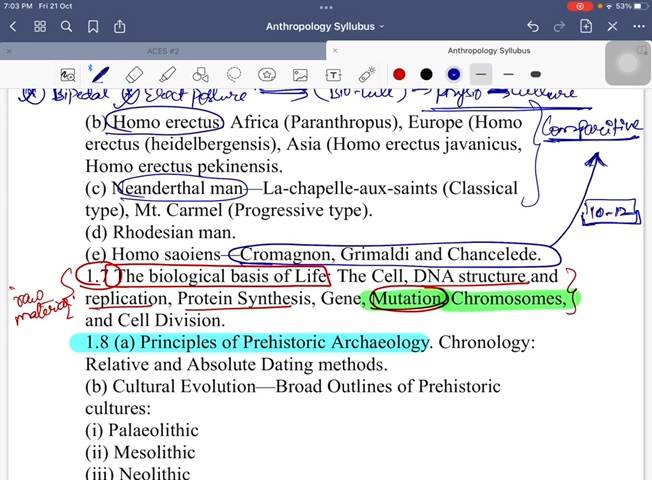 7:03 PM Fri 21 Oct
53%
Anthropology Syllabus
ACES #2
Anthropology Syllabus
Bipedal Erect posture (Bio-cult) physio culture
(b) Homo erectus: Africa (Paranthropus), Europe (Homo
erectus (heidelbergensis), Asia (Homo erectus javanicus,
Homo erectus pekinensis.
Comparitive
(c) Neanderthal man—La-chapelle-aux-saints (Classical
type), Mt. Carmel (Progressive type).
10-12
(d) Rhodesian man.
(e) Homo saoiens—Cromagnon, Grimaldi and Chancelede.
1.7 The biological basis of Life: The Cell, DNA structure and
raw material
replication, Protein Synthesis, Gene, Mutation, Chromosomes,
and Cell Division.
1.8 (a) Principles of Prehistoric Archaeology. Chronology:
Relative and Absolute Dating methods.
(b) Cultural Evolution—Broad Outlines of Prehistoric
cultures:
(i) Palaeolithic
(ii) Mesolithic
(iii) Neolithic